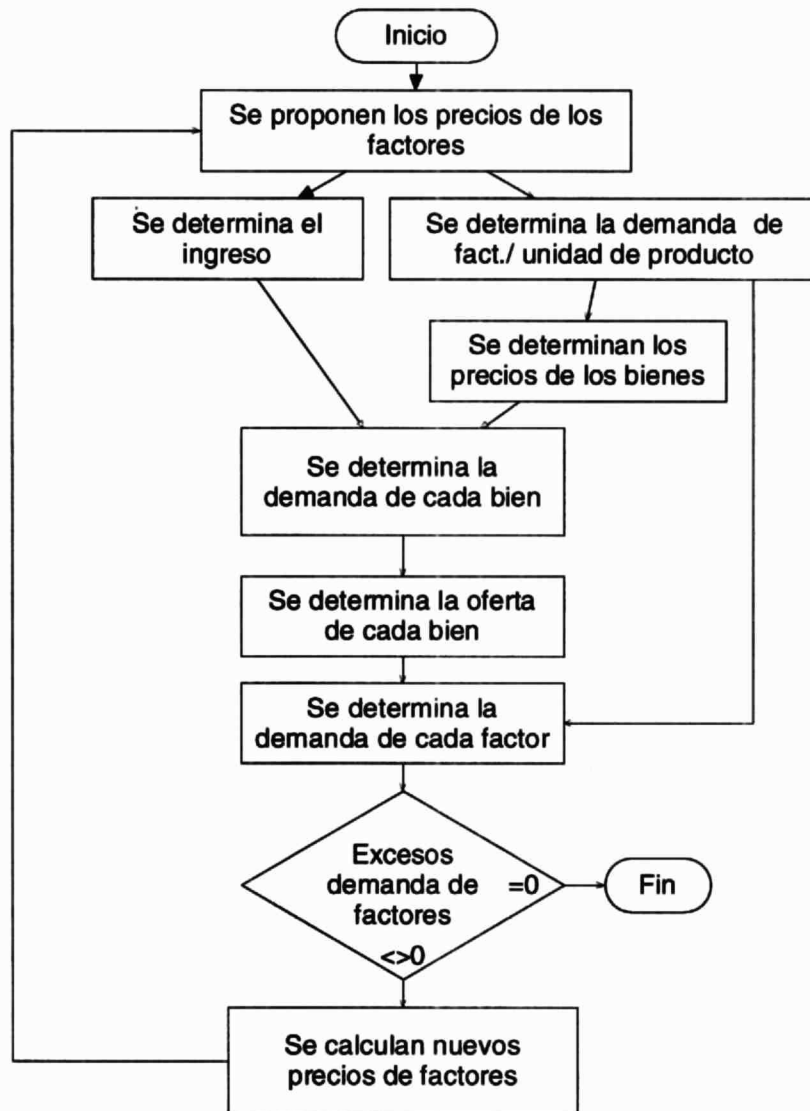 Inicio
Se proponen los precios de los
factores
Se determina el
ingreso
Se determina la demanda de
fact./ unidad de producto
Se determinan los
precios de los bienes
Se determina la
demanda de cada bien
Se determina la oferta
de cada bien
Se determina la
demanda de cada factor
Excesos
demanda de =0
factores
<>0
Fin
Se calculan nuevos
precios de factores